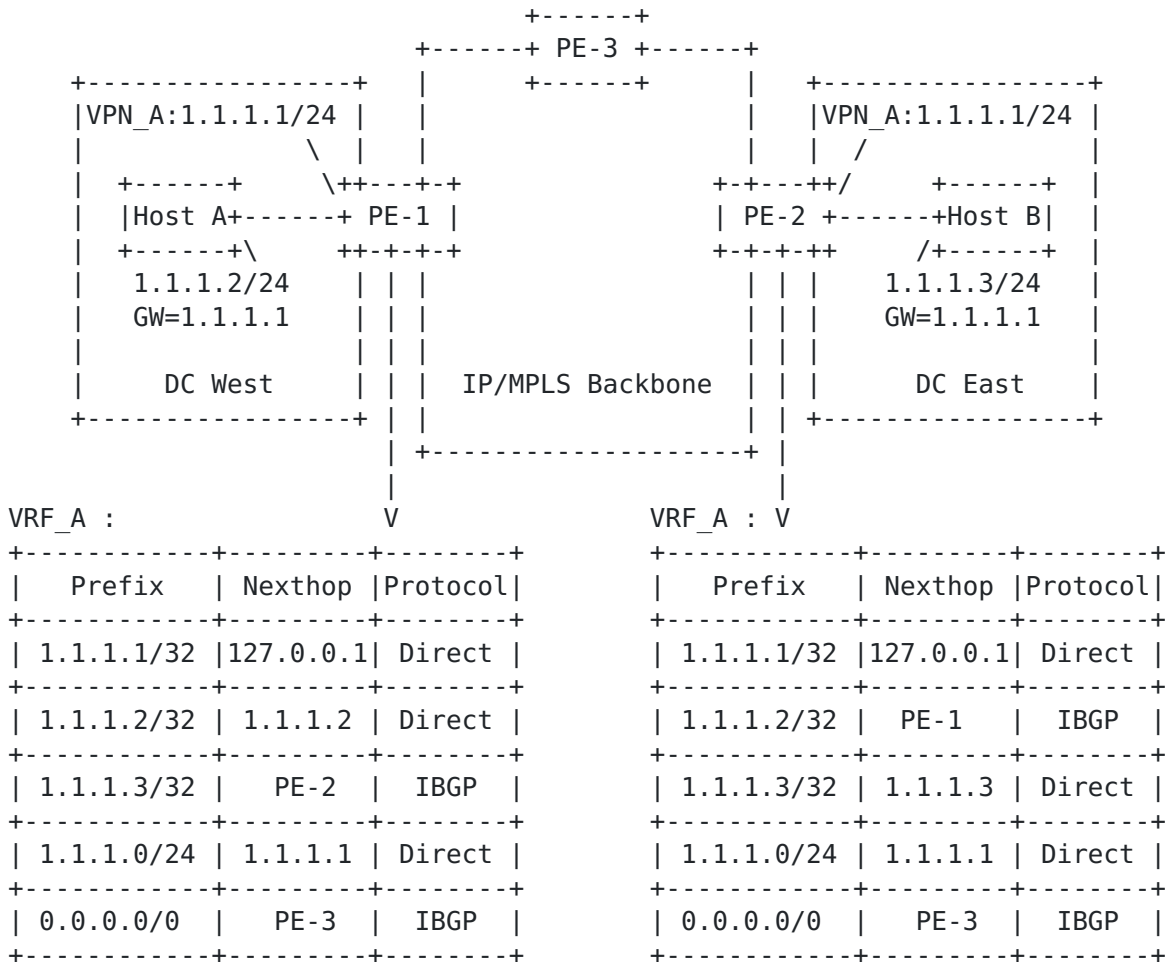 PE-3
VPN_A:1.1.1.1/24 VPN_A:1.1.1.1/24
Host A PE-1 PE-2 Host B
1.1.1.2/24 1.1.1.3/24
GW=1.1.1.1 GW=1.1.1.1
DC West IP/MPLS Backbone DC East
VRF_A : V VRF_A : V
Prefix Nexthop Protocol Prefix Nexthop Protocol
1.1.1.1/32 127.0.0.1 Direct 1.1.1.1/32 127.0.0.1 Direct
1.1.1.2/32 1.1.1.2 Direct 1.1.1.2/32 PE-1 IBGP
1.1.1.3/32 PE-2 IBGP 1.1.1.3/32 1.1.1.3 Direct
1.1.1.0/24 1.1.1.1 Direct 1.1.1.0/24 1.1.1.1 Direct
0.0.0.0/0 PE-3 IBGP 0.0.0.0/0 PE-3 IBGP